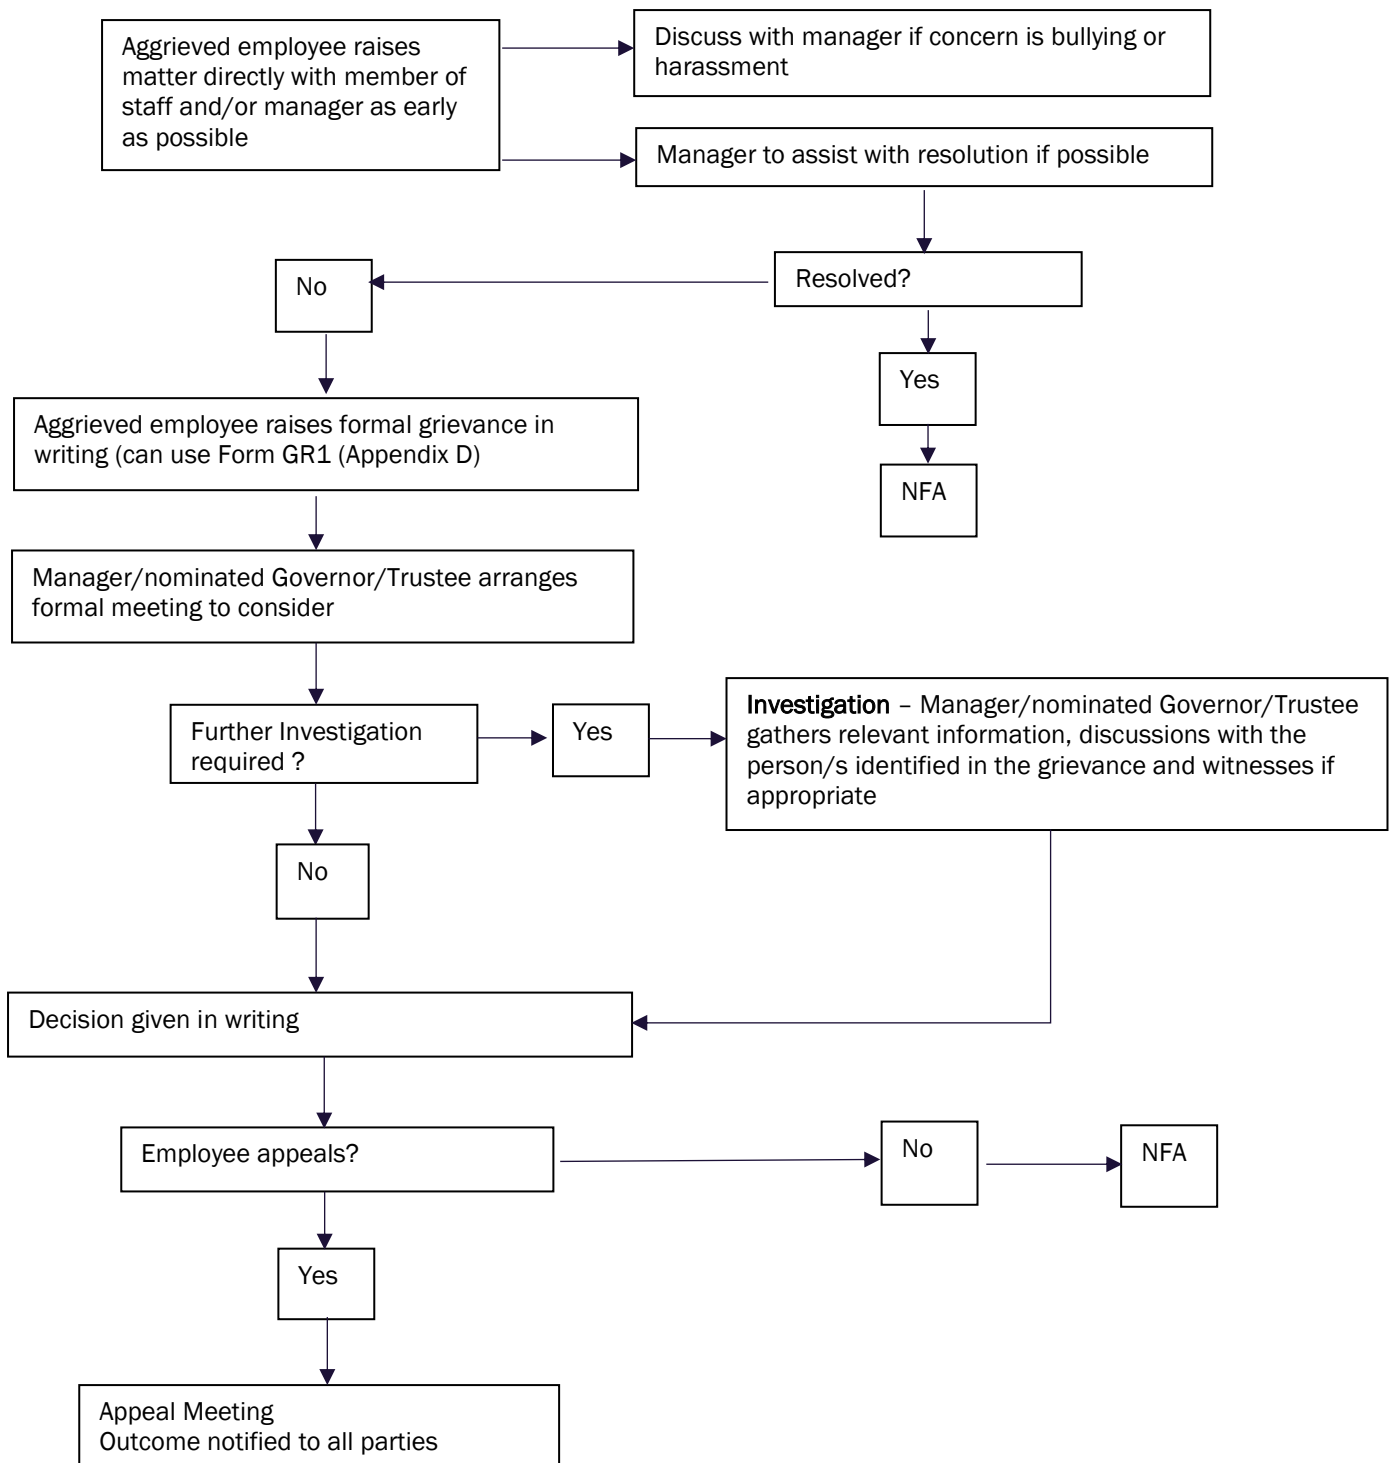 Aggrieved employee raises
matter directly with member of
staff and/or manager as early
as possible
Discuss with manager if concern is bullying or
harassment
Manager to assist with resolution if possible
Resolved?
No
Yes
NFA
Aggrieved employee raises formal grievance in
writing (can use Form GR1 (Appendix D)
Manager/nominated Governor/Trustee arranges
formal meeting to consider
Further Investigation
required ?
Yes
Investigation – Manager/nominated Governor/Trustee
gathers relevant information, discussions with the
person/s identified in the grievance and witnesses if
appropriate
No
Decision given in writing
Employee appeals?
No
NFA
Yes
Appeal Meeting
Outcome notified to all parties